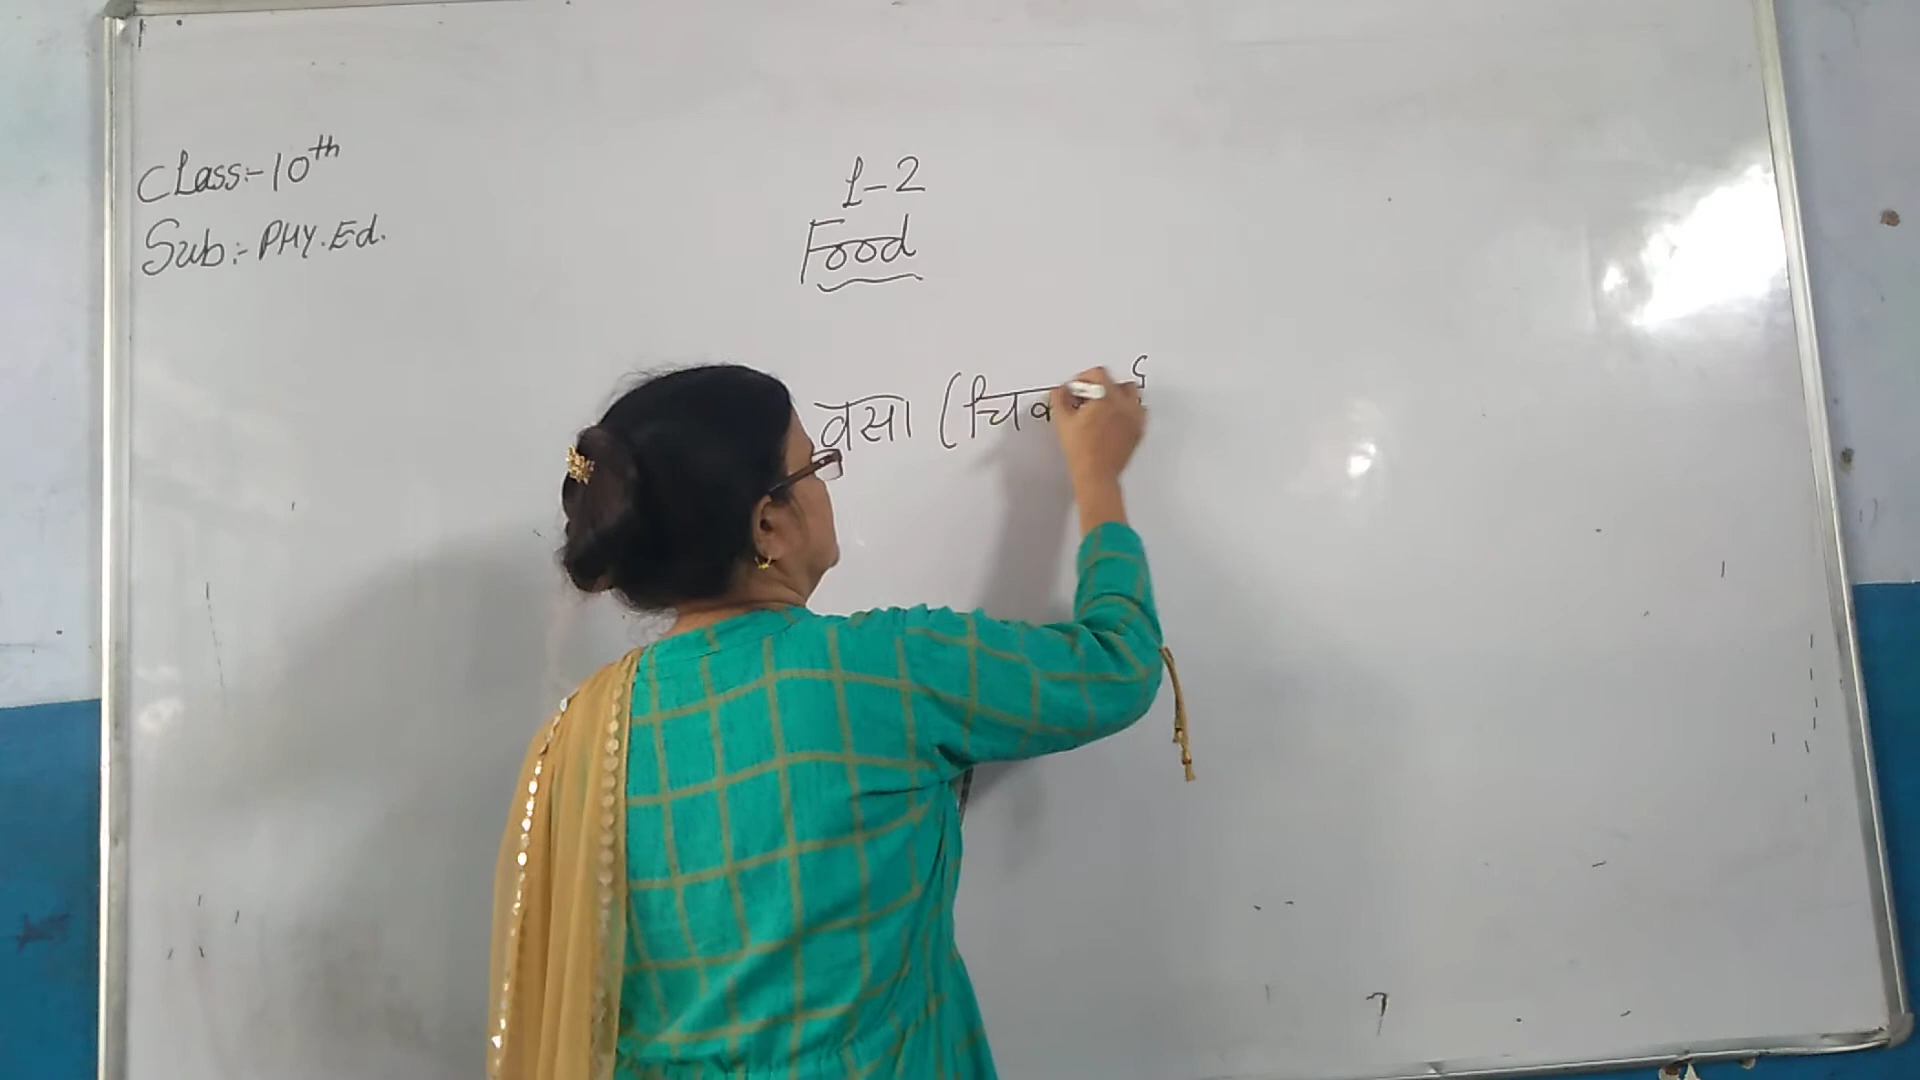 Class:- 10th
Sub:- PHY.Ed.
L-2
Food
वसा (